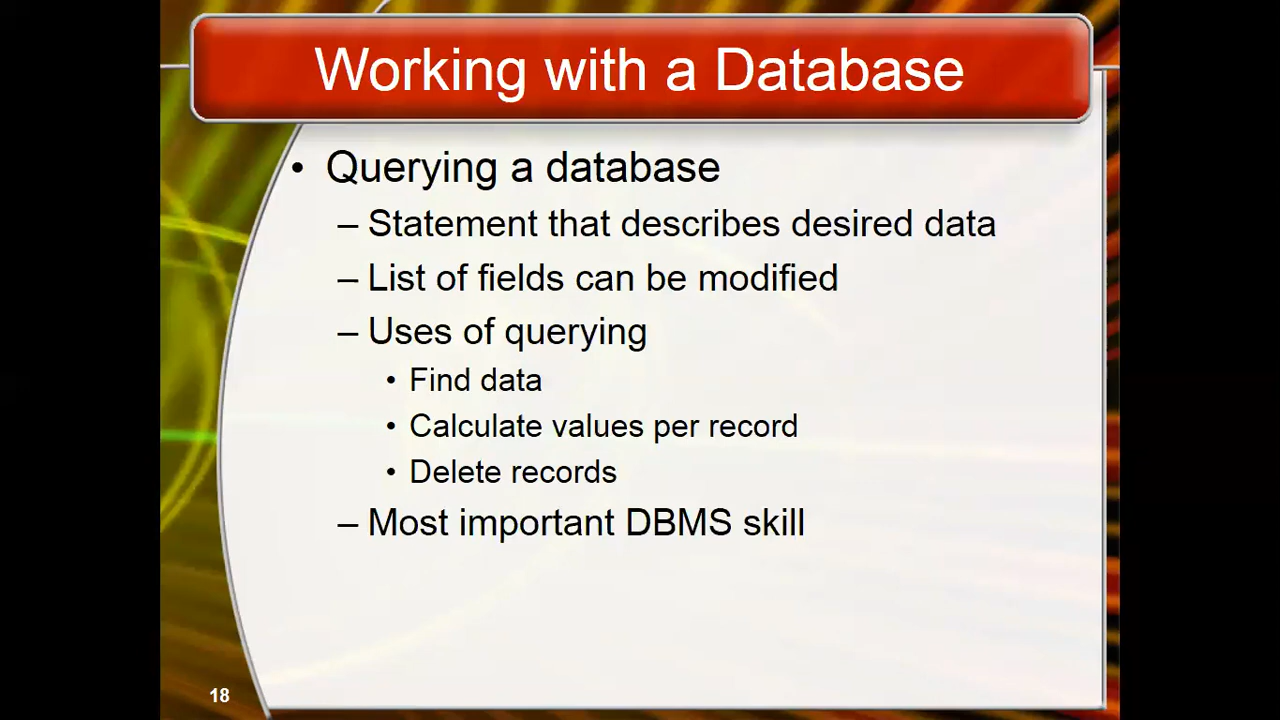 Working with a Database
• Querying a database
– Statement that describes desired data
– List of fields can be modified
– Uses of querying
• Find data
• Calculate values per record
• Delete records
– Most important DBMS skill
18